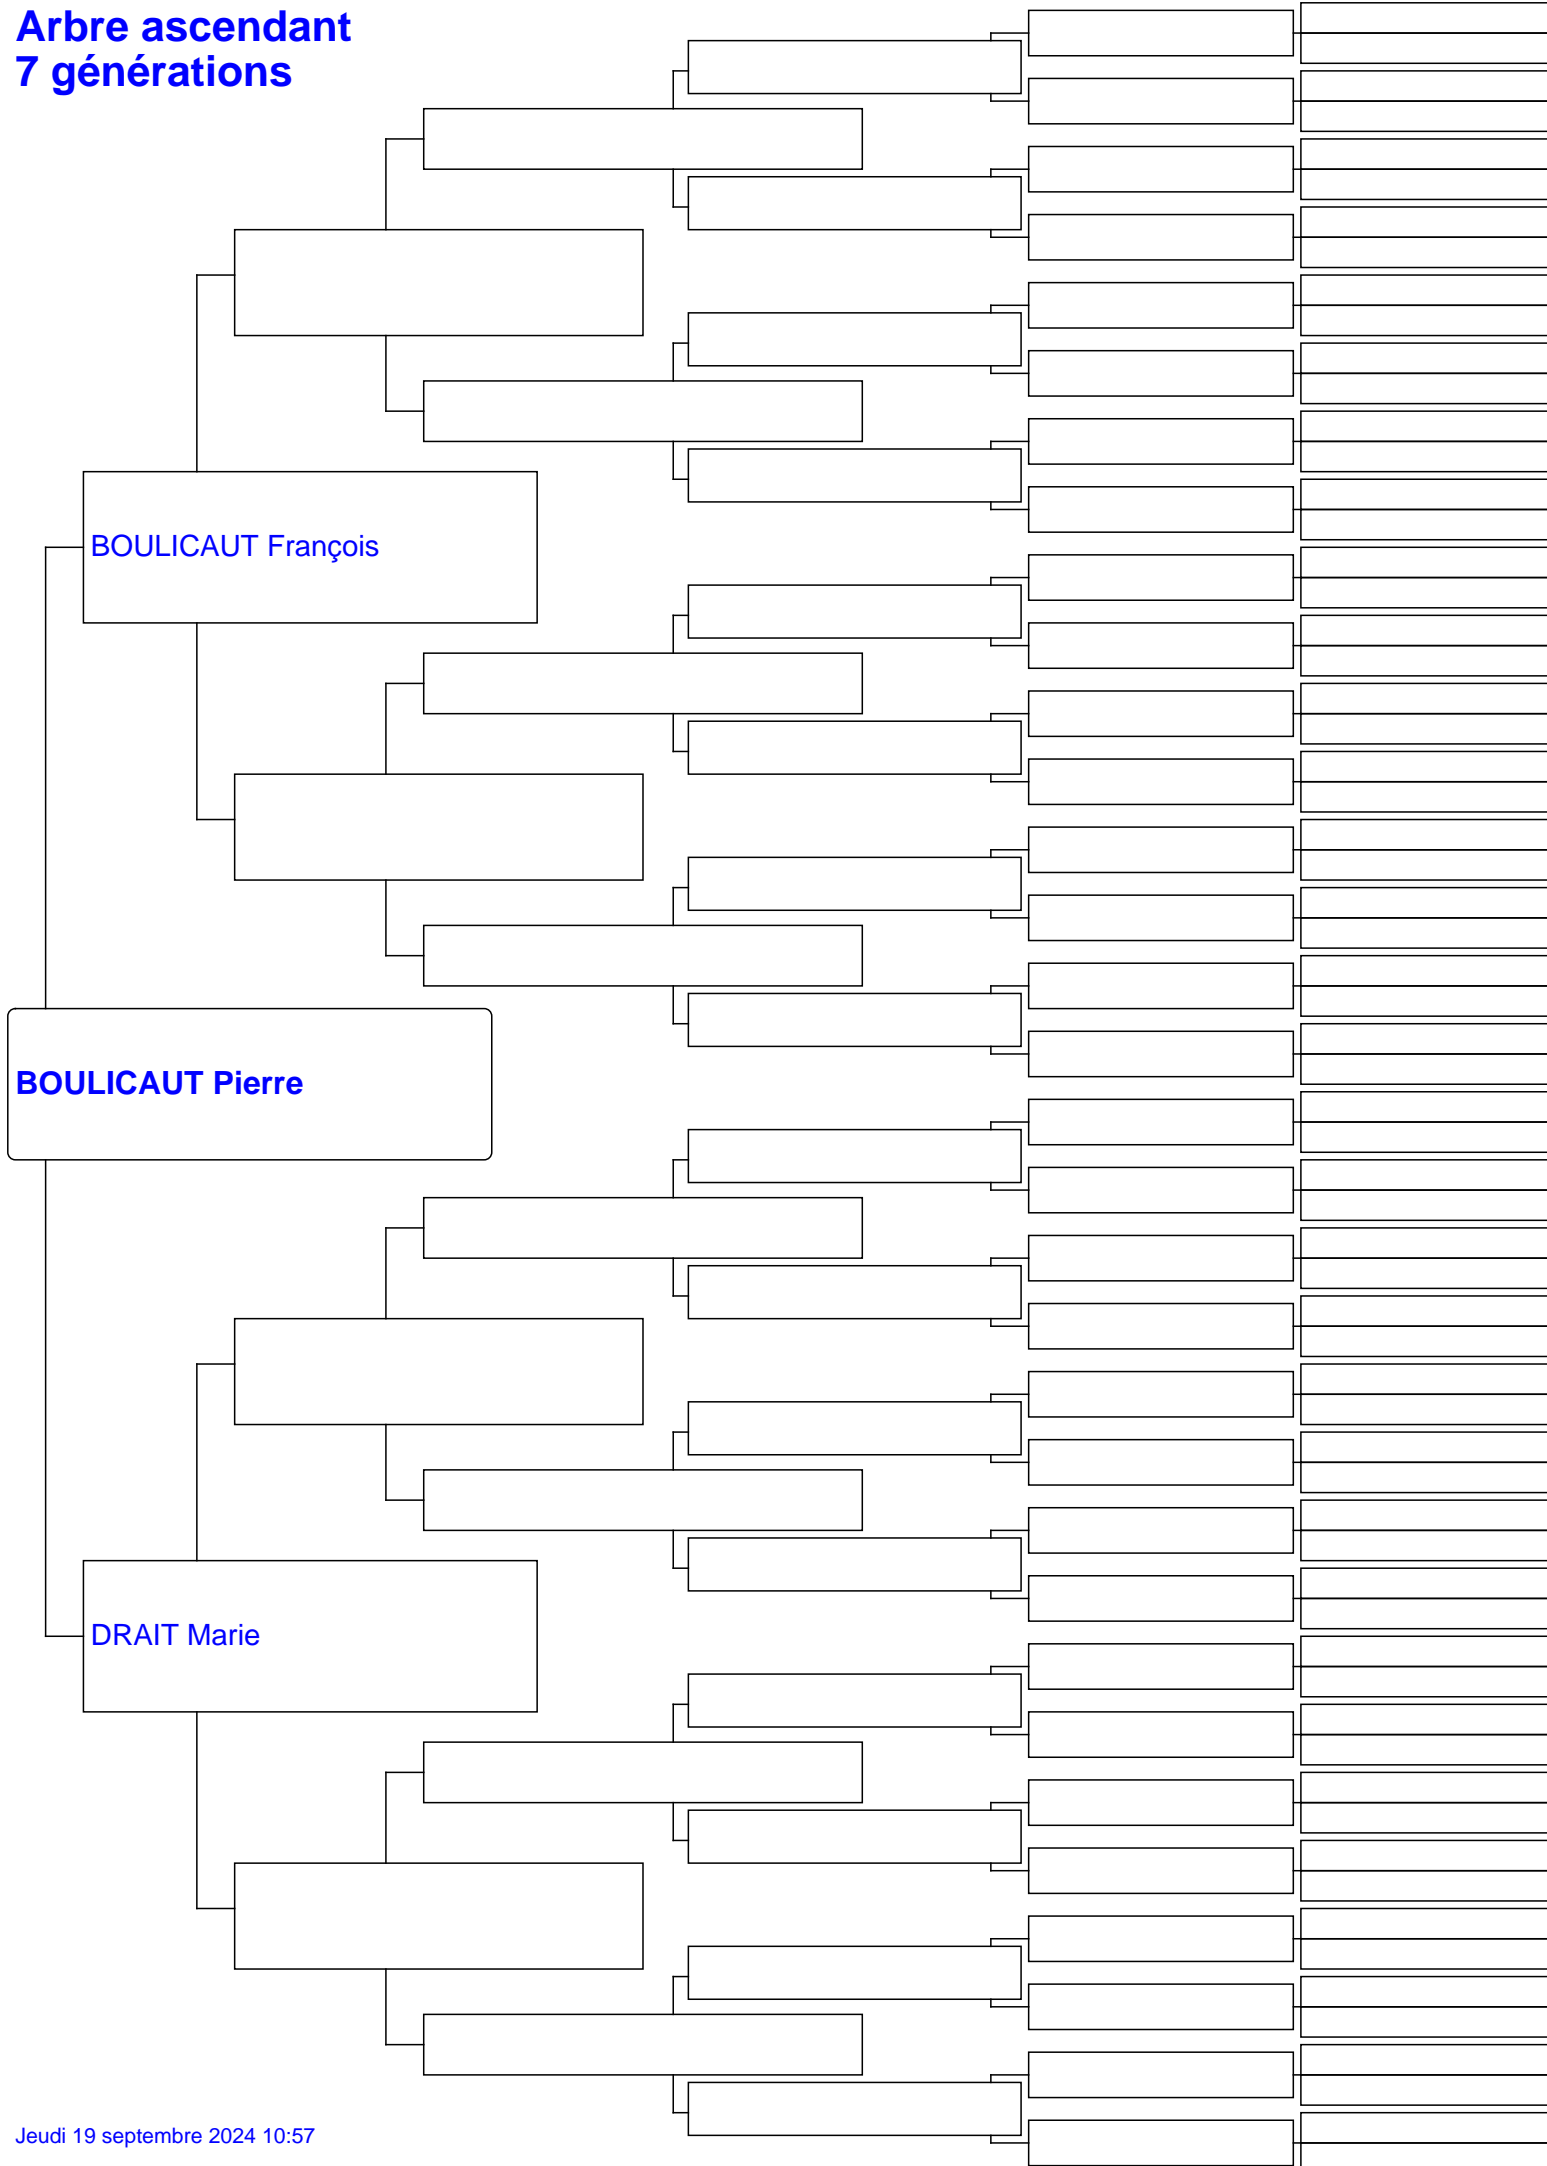 Arbre ascendant
7 générations
BOULICAUT François
BOULICAUT Pierre
DRAIT Marie
Jeudi 19 septembre 2024 10:57